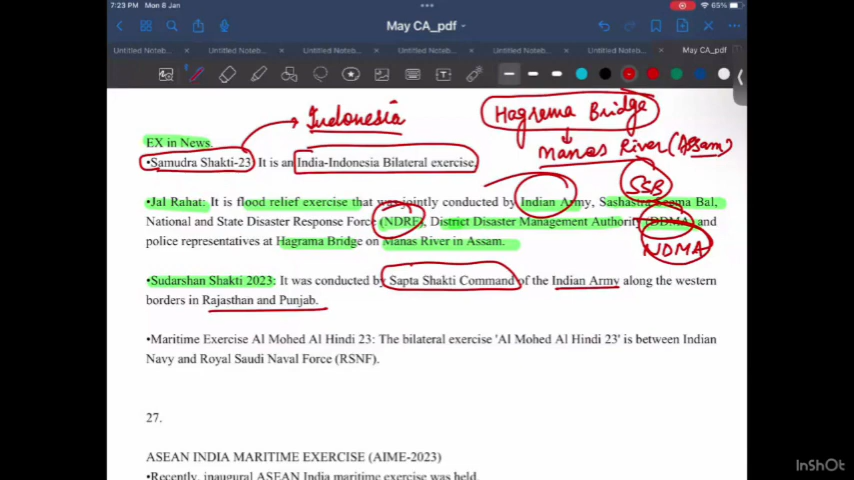 7:23 PM Mon 8 Jan
65%
May CA_pdf
Untitled Noteb... Untitled Noteb... Untitled Noteb... Untitled Noteb... Untitled Noteb... Untitled Noteb... May CA_pdf
Indonesia
Hagrema Bridge
Manas River (Assam)
EX in News.
•Samudra Shakti-23: It is an India-Indonesia Bilateral exercise.
SSB
•Jal Rahat: It is flood relief exercise that was jointly conducted by Indian Army, Sashastra Seema Bal,
National and State Disaster Response Force (NDRF), District Disaster Management Authority (DDMA) and
police representatives at Hagrama Bridge on Manas River in Assam.
NDMA
•Sudarshan Shakti 2023: It was conducted by Sapta Shakti Command of the Indian Army along the western
borders in Rajasthan and Punjab.
•Maritime Exercise Al Mohed Al Hindi 23: The bilateral exercise 'Al Mohed Al Hindi 23' is between Indian
Navy and Royal Saudi Naval Force (RSNF).
27.
ASEAN INDIA MARITIME EXERCISE (AIME-2023)
•Recently, inaugural ASEAN India maritime exercise was held.
InShOt